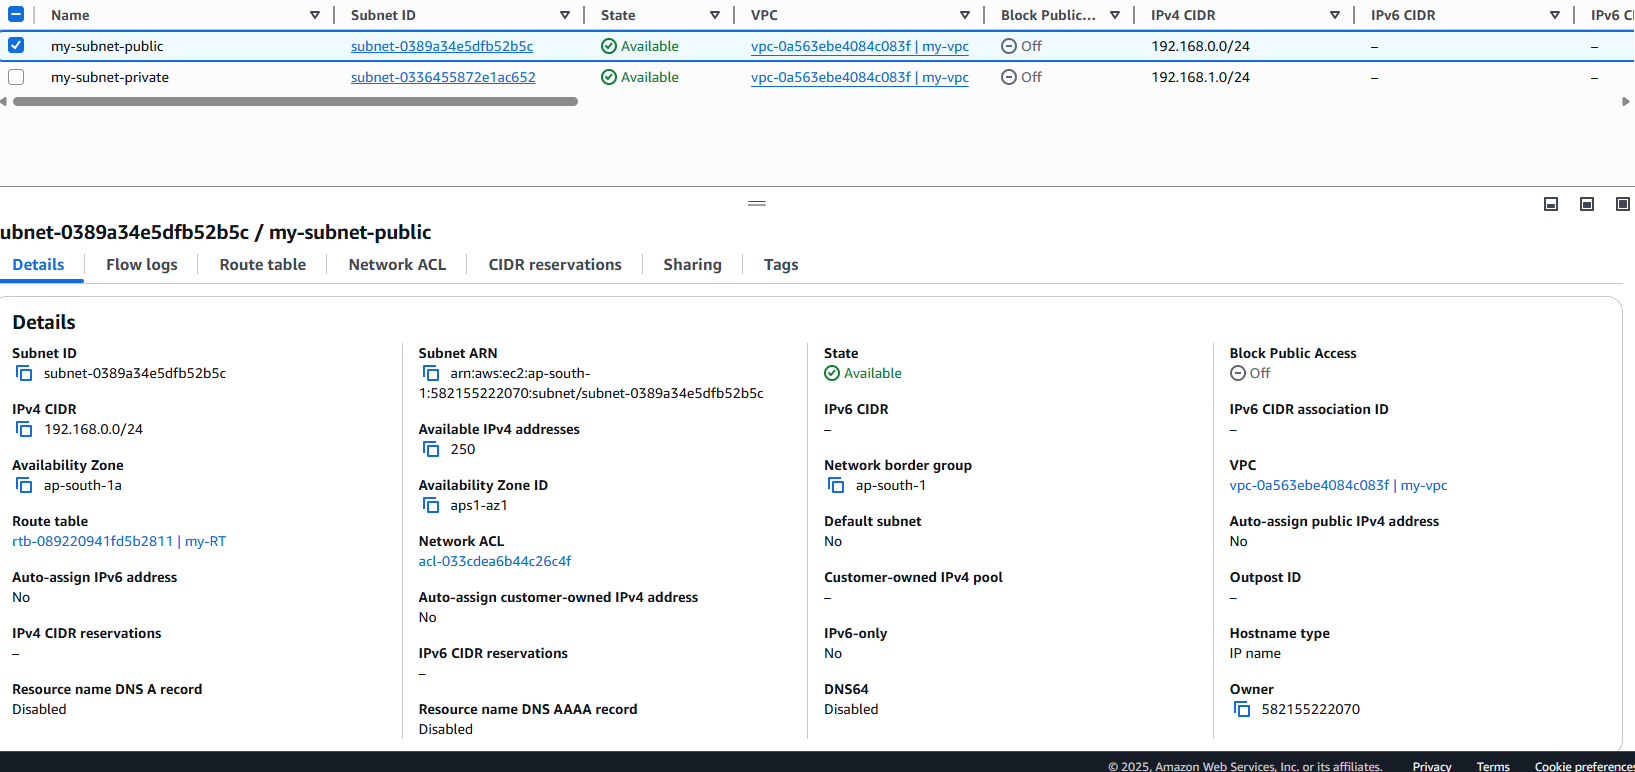 Name Subnet ID State VPC Block Public... IPv4 CIDR IPv6 CIDR IPv6 CI
my-subnet-public subnet-0389a34e5dfb52b5c Available vpc-0a563ebe4084c083f | my-vpc Off 192.168.0.0/24 – –
my-subnet-private subnet-0336455872e1ac652 Available vpc-0a563ebe4084c083f | my-vpc Off 192.168.1.0/24 – –
ubnet-0389a34e5dfb52b5c / my-subnet-public
Details Flow logs Route table Network ACL CIDR reservations Sharing Tags
Details
Subnet ID
subnet-0389a34e5dfb52b5c
IPv4 CIDR
192.168.0.0/24
Availability Zone
ap-south-1a
Route table
rtb-089220941fd5b2811 | my-RT
Auto-assign IPv6 address
No
IPv4 CIDR reservations
–
Resource name DNS A record
Disabled
Subnet ARN
arn:aws:ec2:ap-south-
1:582155222070:subnet/subnet-0389a34e5dfb52b5c
Available IPv4 addresses
250
Availability Zone ID
aps1-az1
Network ACL
acl-033cdea6b44c26c4f
Auto-assign customer-owned IPv4 address
No
IPv6 CIDR reservations
–
Resource name DNS AAAA record
Disabled
State
Available
IPv6 CIDR
–
Network border group
ap-south-1
Default subnet
No
Customer-owned IPv4 pool
–
IPv6-only
No
DNS64
Disabled
Block Public Access
Off
IPv6 CIDR association ID
–
VPC
vpc-0a563ebe4084c083f | my-vpc
Auto-assign public IPv4 address
No
Outpost ID
–
Hostname type
IP name
Owner
582155222070
© 2025, Amazon Web Services, Inc. or its affiliates. Privacy Terms Cookie preferences